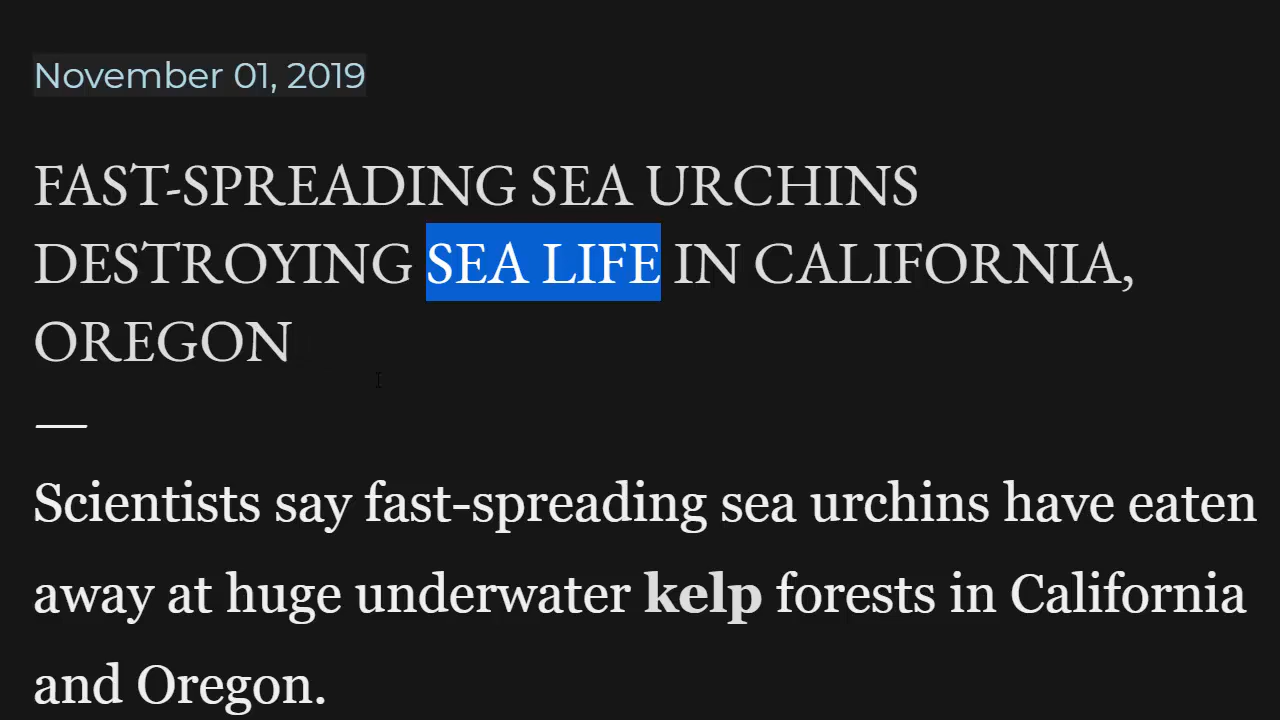 November 01, 2019
FAST-SPREADING SEA URCHINS
DESTROYING SEA LIFE IN CALIFORNIA,
OREGON
Scientists say fast-spreading sea urchins have eaten
away at huge underwater kelp forests in California
and Oregon.